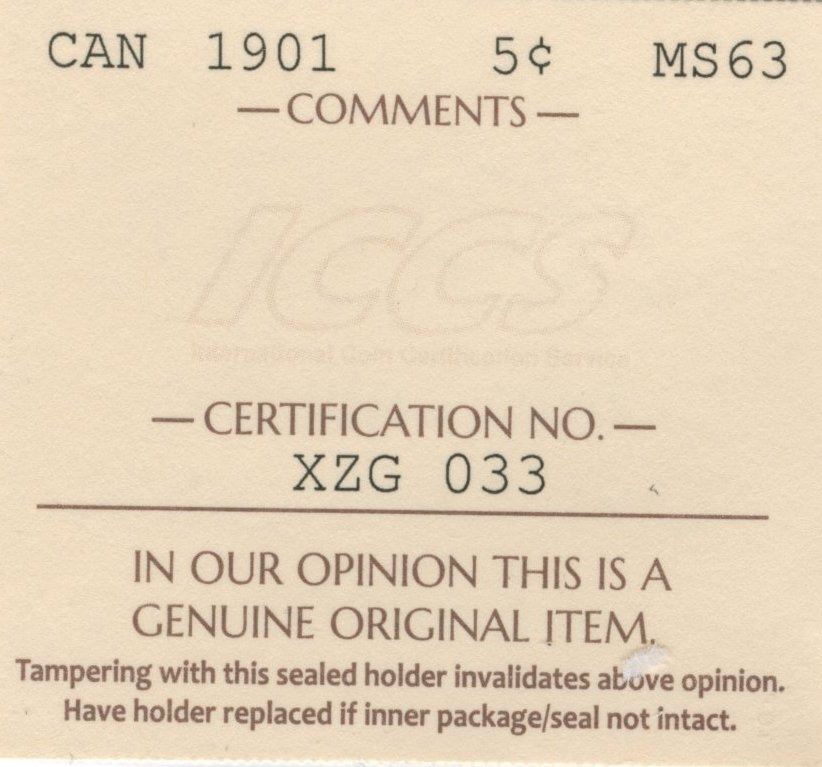 CAN 1901 5¢ MS63
— COMMENTS —
ICCS
International Coin Certification Service
— CERTIFICATION NO. —
XZG 033
IN OUR OPINION THIS IS A
GENUINE ORIGINAL ITEM.
Tampering with this sealed holder invalidates above opinion.
Have holder replaced if inner package/seal not intact.